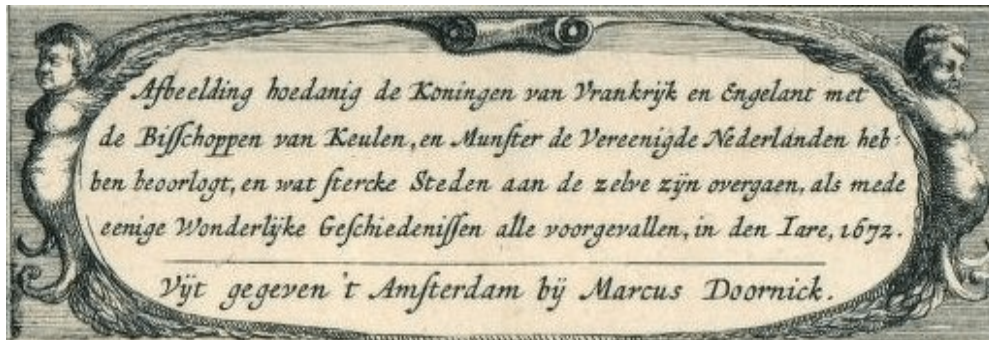 Afbeelding hoedanig de Koningen van Vrankrijk en Engelant met
de Bisschoppen van Keulen, en Munster de Vereenigde Nederlanden heb-
ben beoorlogt, en wat stercke Steden aan de zelve zijn overgaen, als mede
eenige Wonderlijke Geschiedenissen alle voorgevallen, in den Iare, 1672.
Vijt gegeven 't Amsterdam bij Marcus Doornick.